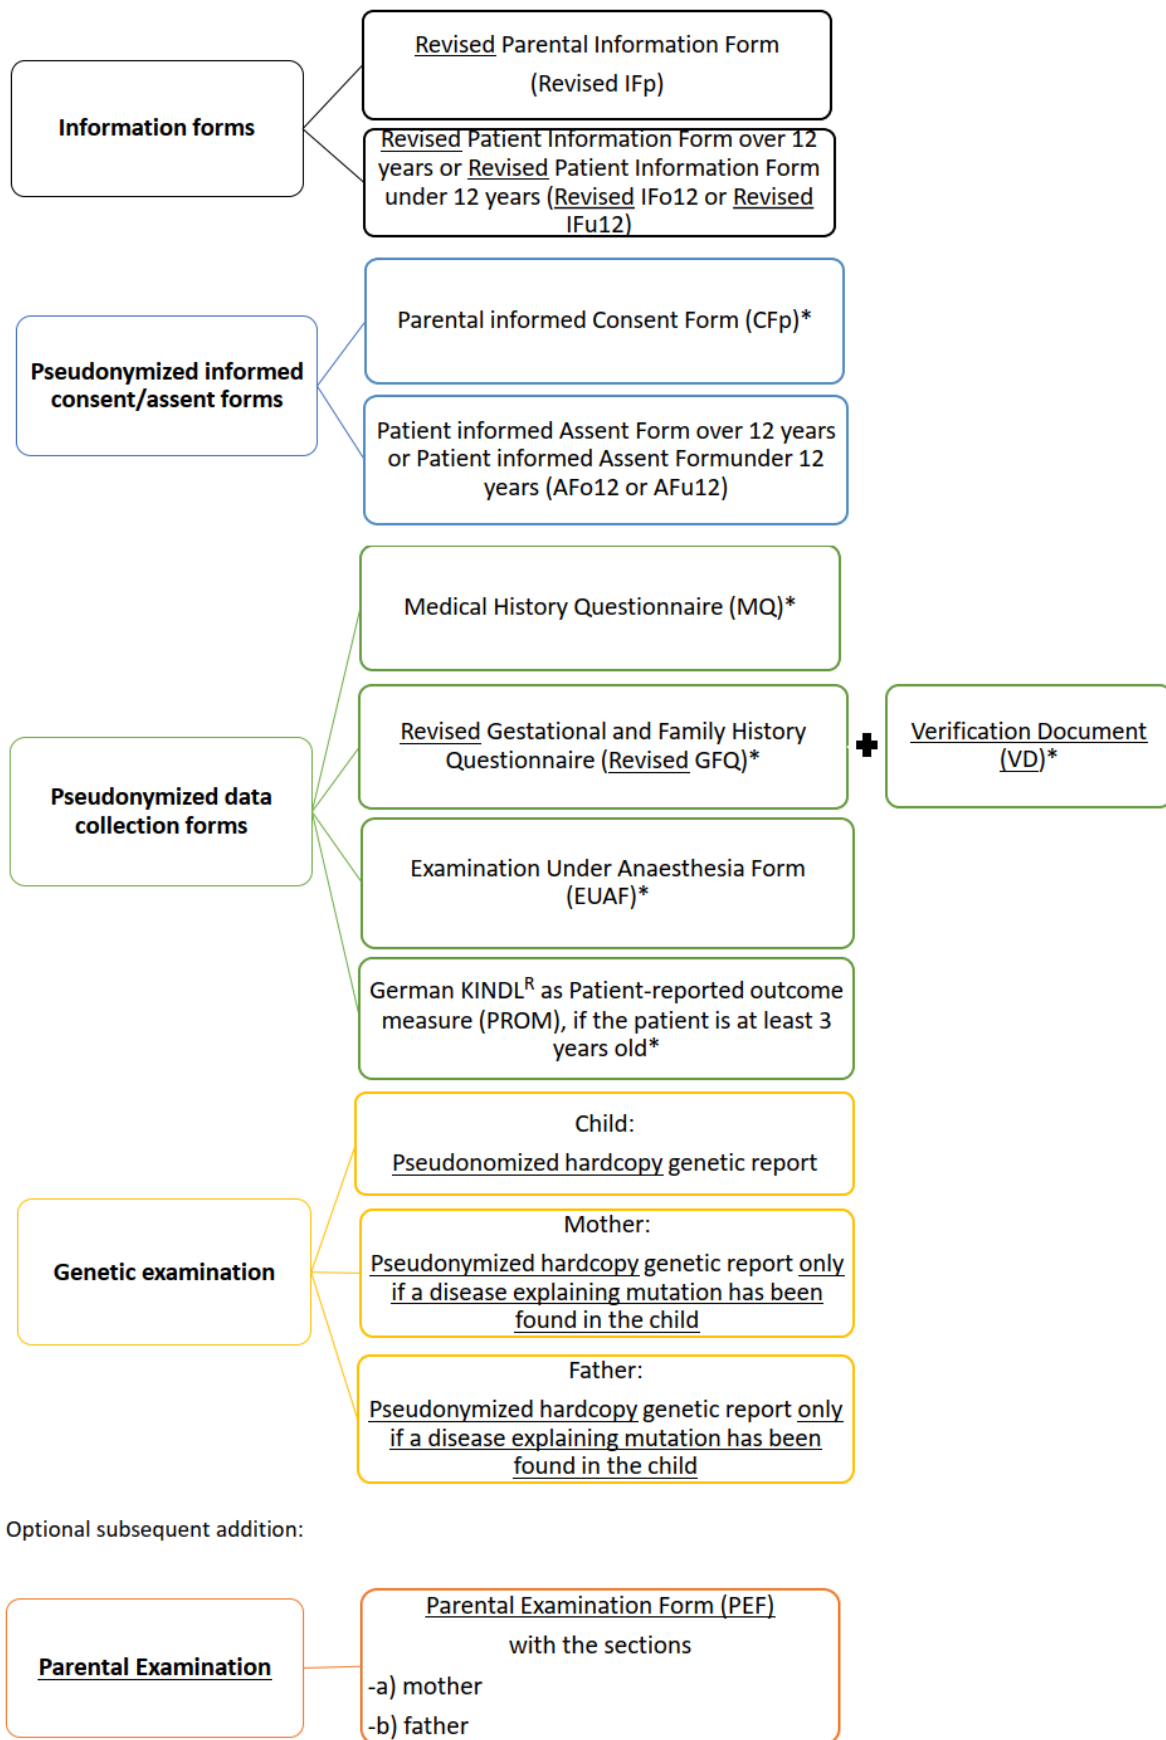 Information forms
Revised Parental Information Form
(Revised IFp)
Revised Patient Information Form over 12
years or Revised Patient Information Form
under 12 years (Revised IFo12 or Revised
IFu12)
Pseudonymized informed
consent/assent forms
Parental informed Consent Form (CFp)*
Patient informed Assent Form over 12 years
or Patient informed Assent Formunder 12
years (AFo12 or AFu12)
Pseudonymized data
collection forms
Medical History Questionnaire (MQ)*
Revised Gestational and Family History
Questionnaire (Revised GFQ)*
Verification Document
(VD)*
Examination Under Anaesthesia Form
(EUAF)*
German KINDLᴿ as Patient-reported outcome
measure (PROM), if the patient is at least 3
years old*
Genetic examination
Child:
Pseudonomized hardcopy genetic report
Mother:
Pseudonymized hardcopy genetic report only
if a disease explaining mutation has been
found in the child
Father:
Pseudonymized hardcopy genetic report only
if a disease explaining mutation has been
found in the child
Optional subsequent addition:
Parental Examination
Parental Examination Form (PEF)
with the sections
-a) mother
-b) father